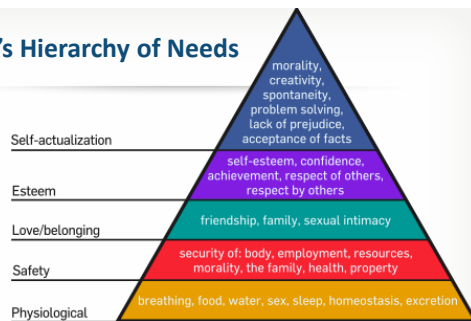 's Hierarchy of Needs
morality,
creativity,
spontaneity,
problem solving,
lack of prejudice,
acceptance of facts
Self-actualization
self-esteem, confidence,
achievement, respect of others,
respect by others
Esteem
friendship, family, sexual intimacy
Love/belonging
security of: body, employment, resources,
morality, the family, health, property
Safety
breathing, food, water, sex, sleep, homeostasis, excretion
Physiological